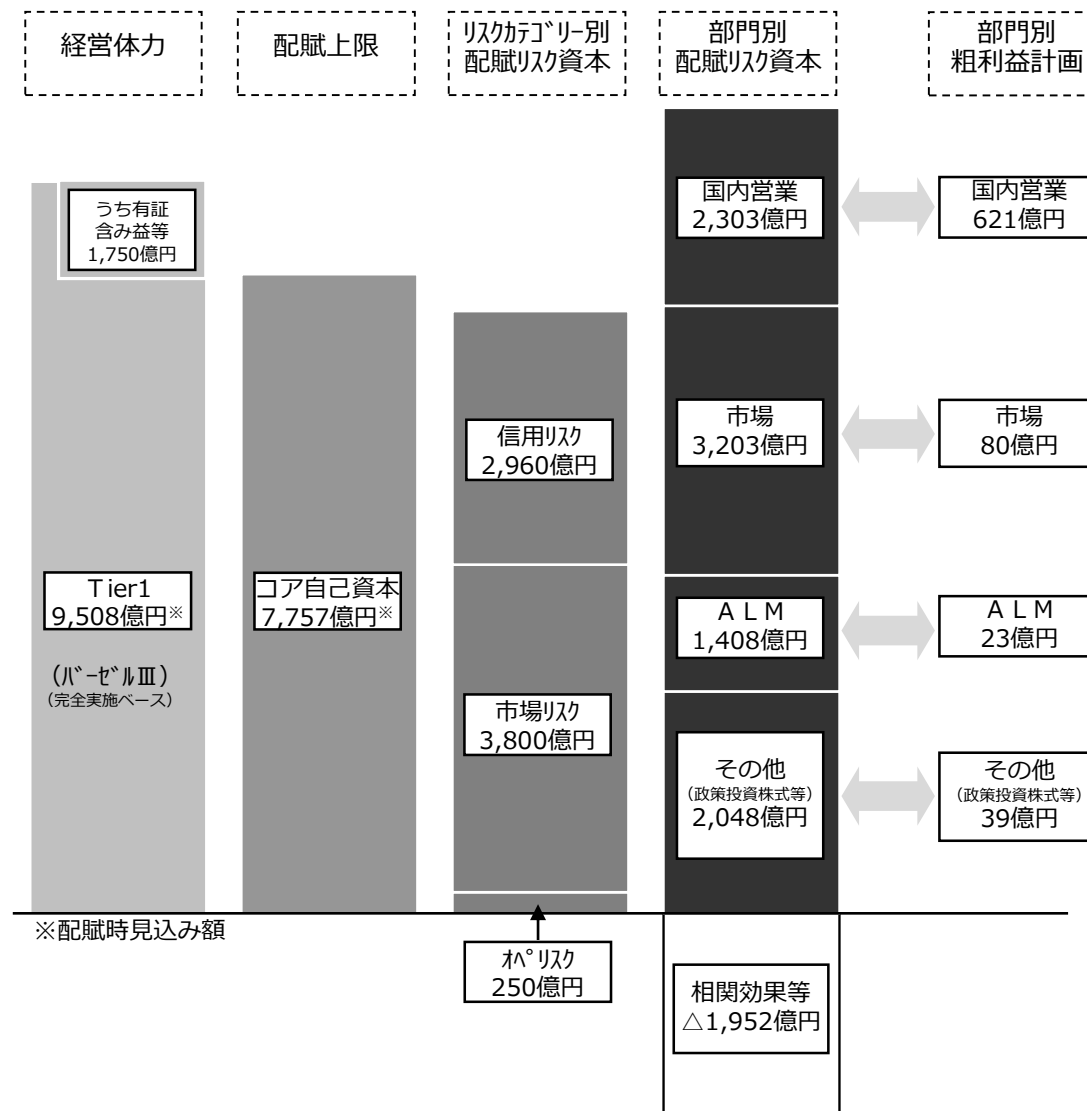 経営体力
配賦上限
ﾘｽｸｶﾃｺﾞﾘｰ別
配賦ﾘｽｸ資本
部門別
配賦ﾘｽｸ資本
部門別
粗利益計画
うち有証
含み益等
1,750億円
Tier1
9,508億円※
(ﾊﾞｰｾﾞﾙⅢ)
(完全実施ベース)
コア自己資本
7,757億円※
信用ﾘｽｸ
2,960億円
市場ﾘｽｸ
3,800億円
ｵﾍﾟﾘｽｸ
250億円
国内営業
2,303億円
市場
3,203億円
ＡＬＭ
1,408億円
その他
(政策投資株式等)
2,048億円
相関効果等
△1,952億円
国内営業
621億円
市場
80億円
ＡＬＭ
23億円
その他
(政策投資株式等)
39億円
※配賦時見込み額